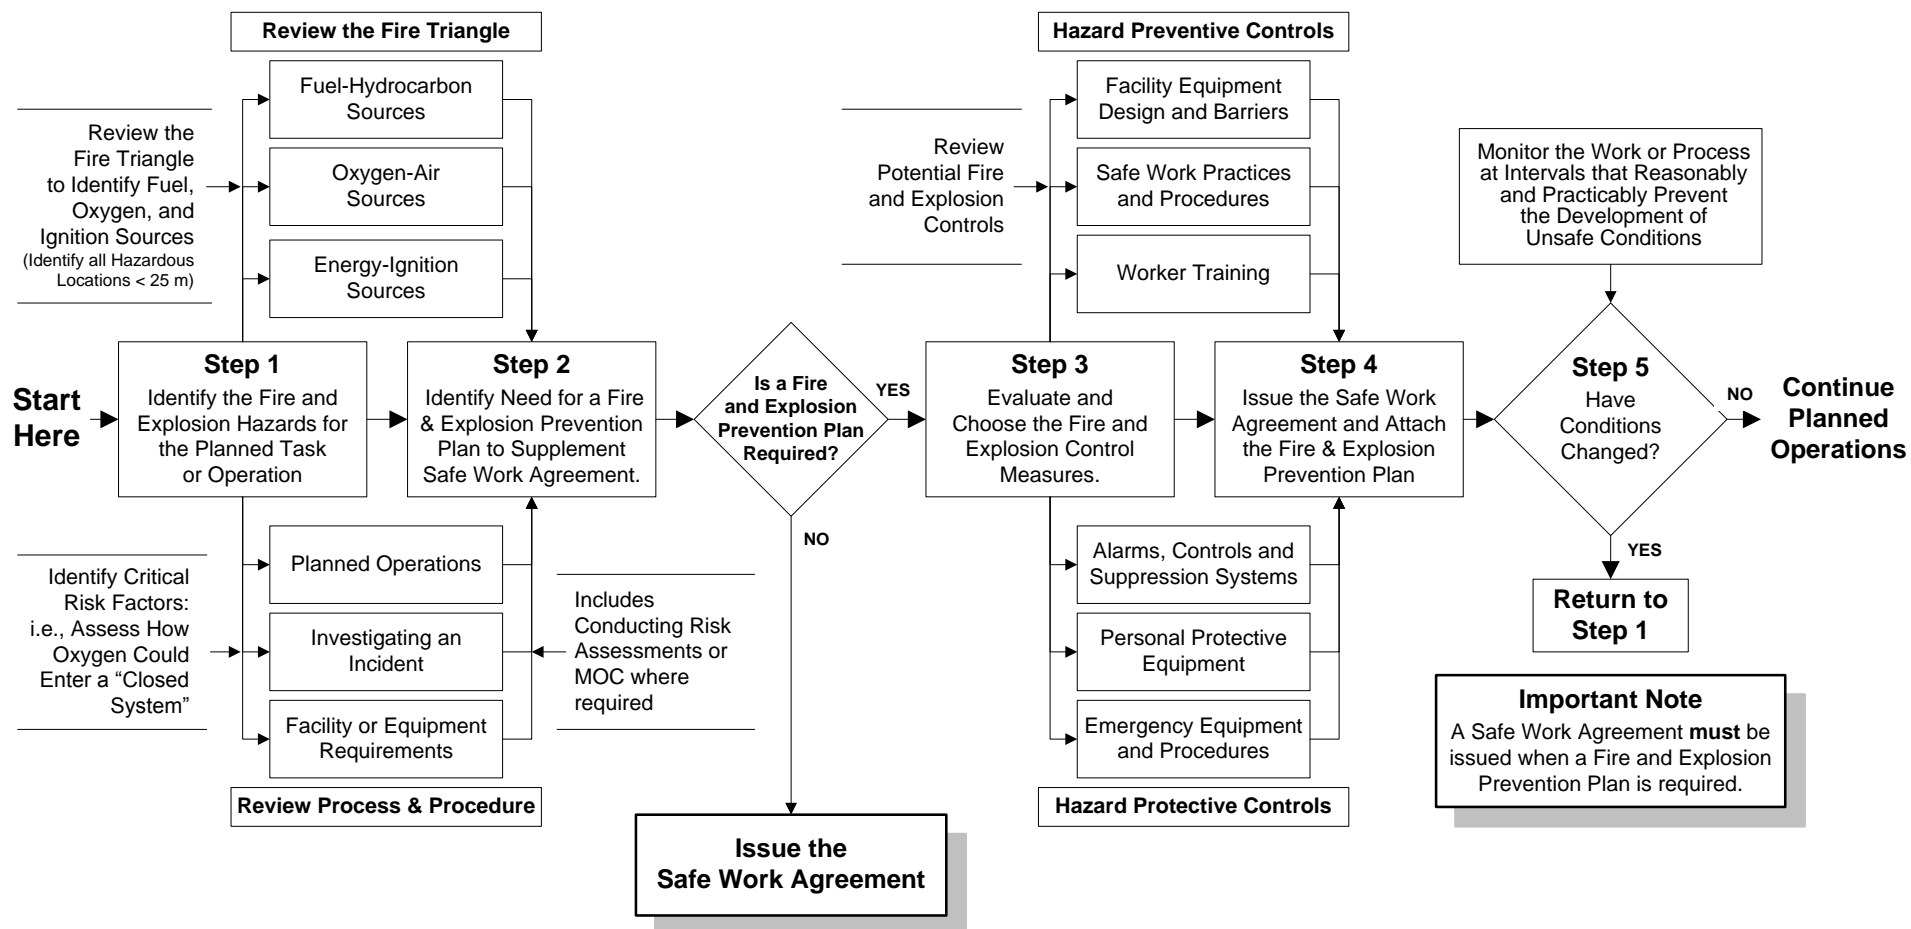 Review the Fire Triangle
Fuel-Hydrocarbon
Sources
Oxygen-Air
Sources
Energy-Ignition
Sources
Review the
Fire Triangle
to Identify Fuel,
Oxygen, and
Ignition Sources
(Identify all Hazardous
Locations < 25 m)
Start
Here
Step 1
Identify the Fire and
Explosion Hazards for
the Planned Task
or Operation
Step 2
Identify Need for a Fire
& Explosion Prevention
Plan to Supplement
Safe Work Agreement.
Identify Critical
Risk Factors:
i.e., Assess How
Oxygen Could
Enter a “Closed
System”
Planned Operations
Investigating an
Incident
Facility or Equipment
Requirements
Review Process & Procedure
Includes
Conducting Risk
Assessments or
MOC where
required
Is a Fire
and Explosion
Prevention Plan
Required?
YES
NO
Issue the
Safe Work Agreement
Hazard Preventive Controls
Facility Equipment
Design and Barriers
Safe Work Practices
and Procedures
Worker Training
Review
Potential Fire
and Explosion
Controls
Step 3
Evaluate and
Choose the Fire and
Explosion Control
Measures.
Step 4
Issue the Safe Work
Agreement and Attach
the Fire & Explosion
Prevention Plan
Alarms, Controls and
Suppression Systems
Personal Protective
Equipment
Emergency Equipment
and Procedures
Hazard Protective Controls
Monitor the Work or Process
at Intervals that Reasonably
and Practicably Prevent
the Development of
Unsafe Conditions
Step 5
Have
Conditions
Changed?
NO
Continue
Planned
Operations
YES
Return to
Step 1
Important Note
A Safe Work Agreement must be
issued when a Fire and Explosion
Prevention Plan is required.